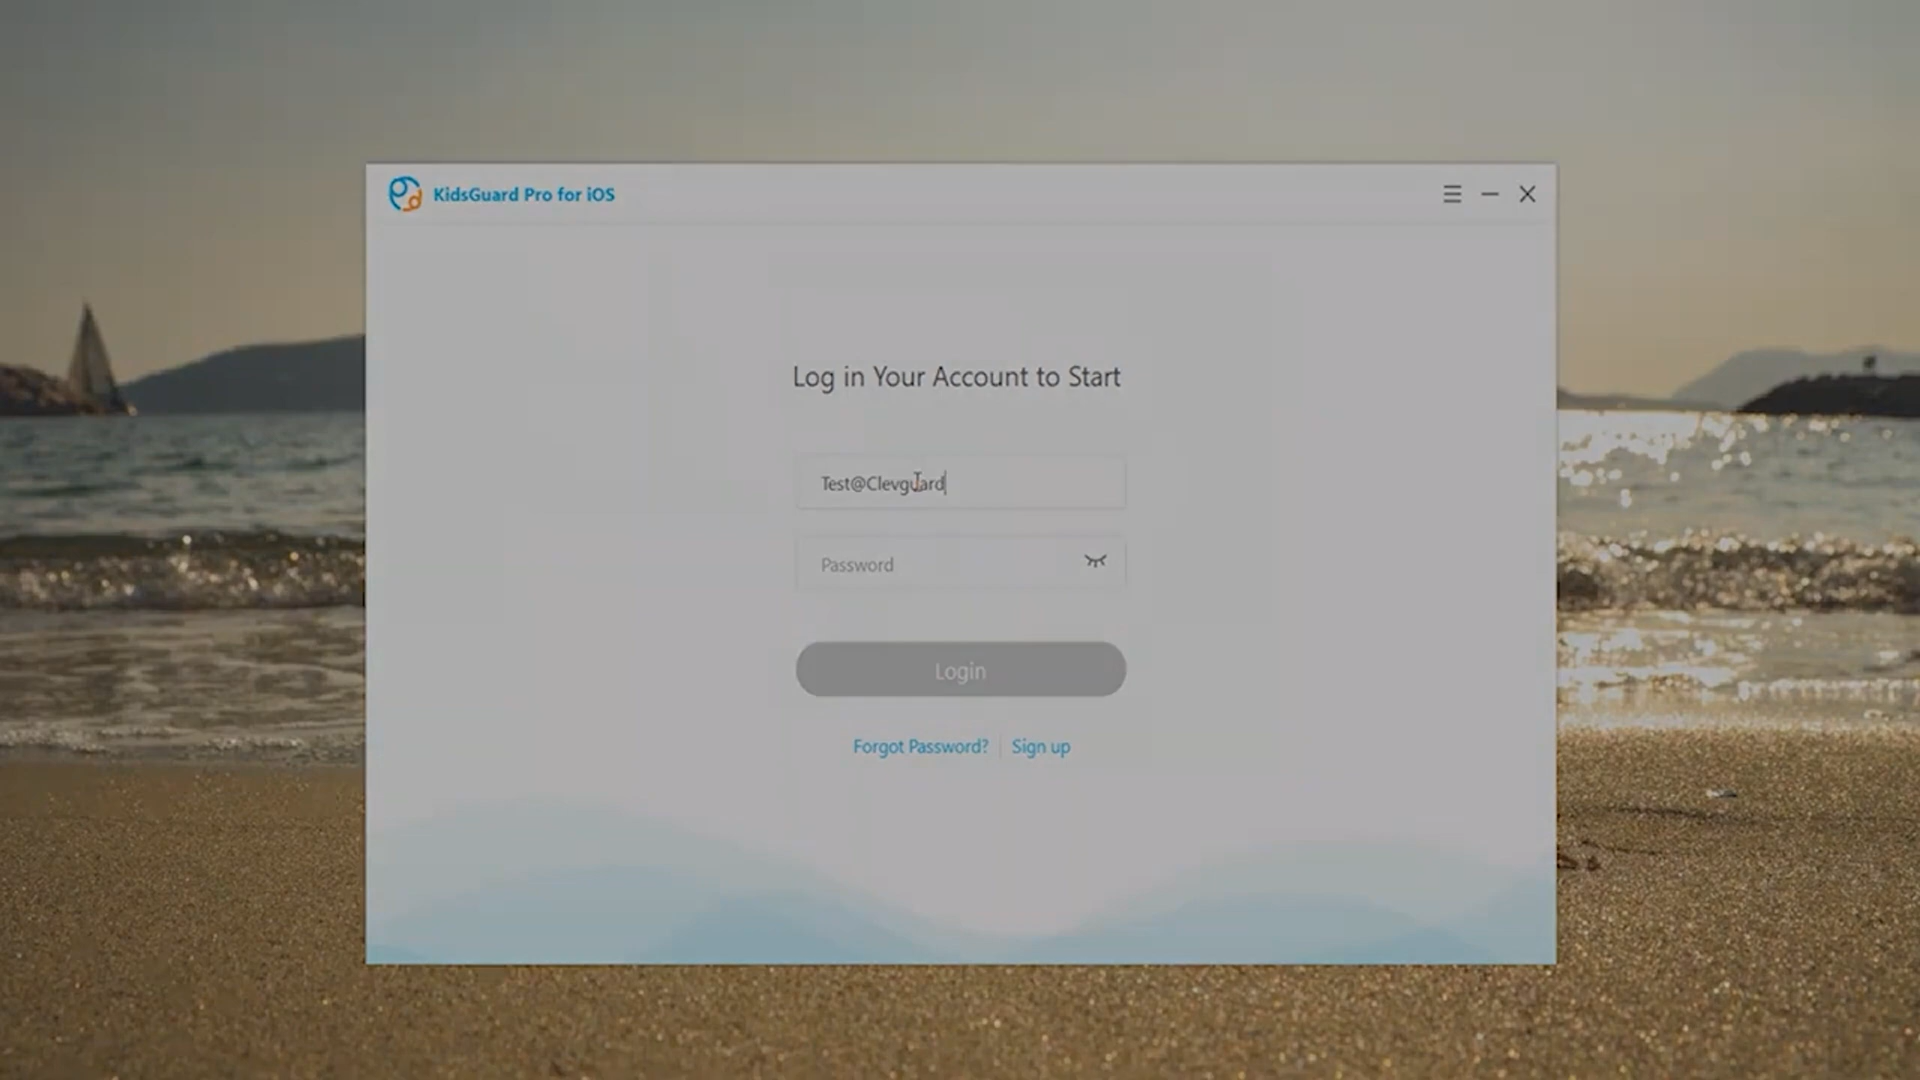 KidsGuard Pro for iOS
Log in Your Account to Start
Test@Clevguard
Password
Login
Forgot Password? Sign up